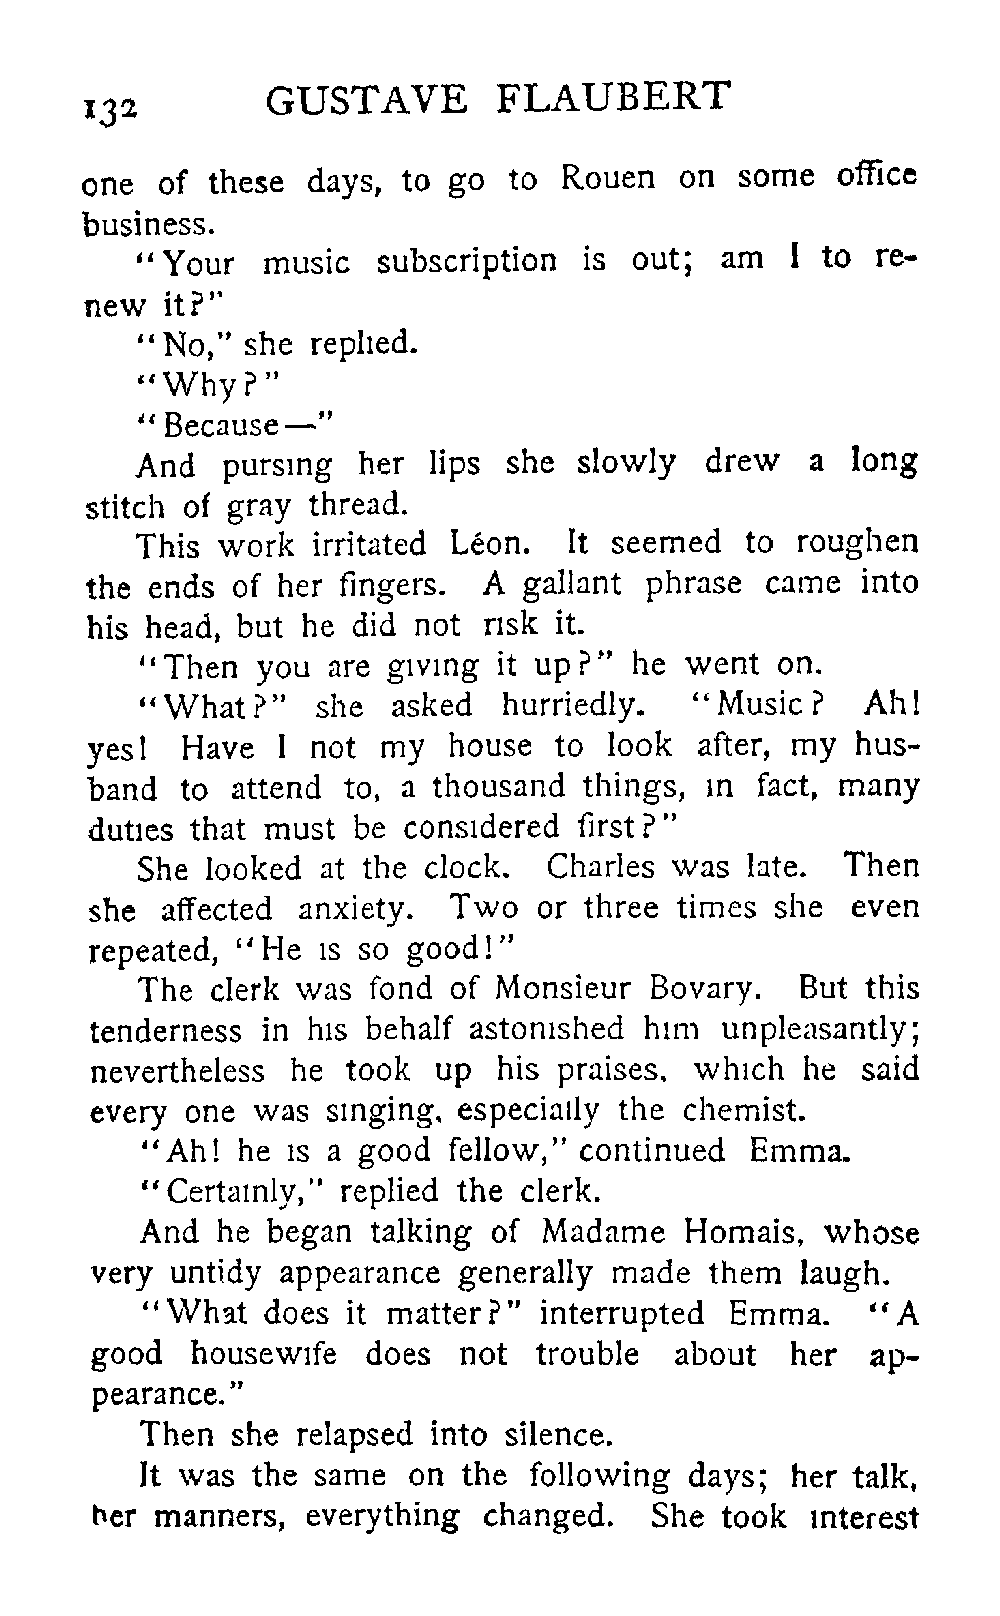 132 GUSTAVE FLAUBERT
one of these days, to go to Rouen on some office
business.
"Your music subscription is out; am I to re-
new it?"
"No," she replied.
"Why?"
"Because—"
And pursing her lips she slowly drew a long
stitch of gray thread.
This work irritated Léon. It seemed to roughen
the ends of her fingers. A gallant phrase came into
his head, but he did not risk it.
"Then you are giving it up?" he went on.
"What?" she asked hurriedly. "Music? Ah!
yes! Have I not my house to look after, my hus-
band to attend to, a thousand things, in fact, many
duties that must be considered first?"
She looked at the clock. Charles was late. Then
she affected anxiety. Two or three times she even
repeated, "He is so good!"
The clerk was fond of Monsieur Bovary. But this
tenderness in his behalf astonished him unpleasantly;
nevertheless he took up his praises, which he said
every one was singing, especially the chemist.
"Ah! he is a good fellow," continued Emma.
"Certainly," replied the clerk.
And he began talking of Madame Homais, whose
very untidy appearance generally made them laugh.
"What does it matter?" interrupted Emma. "A
good housewife does not trouble about her ap-
pearance."
Then she relapsed into silence.
It was the same on the following days; her talk,
her manners, everything changed. She took interest